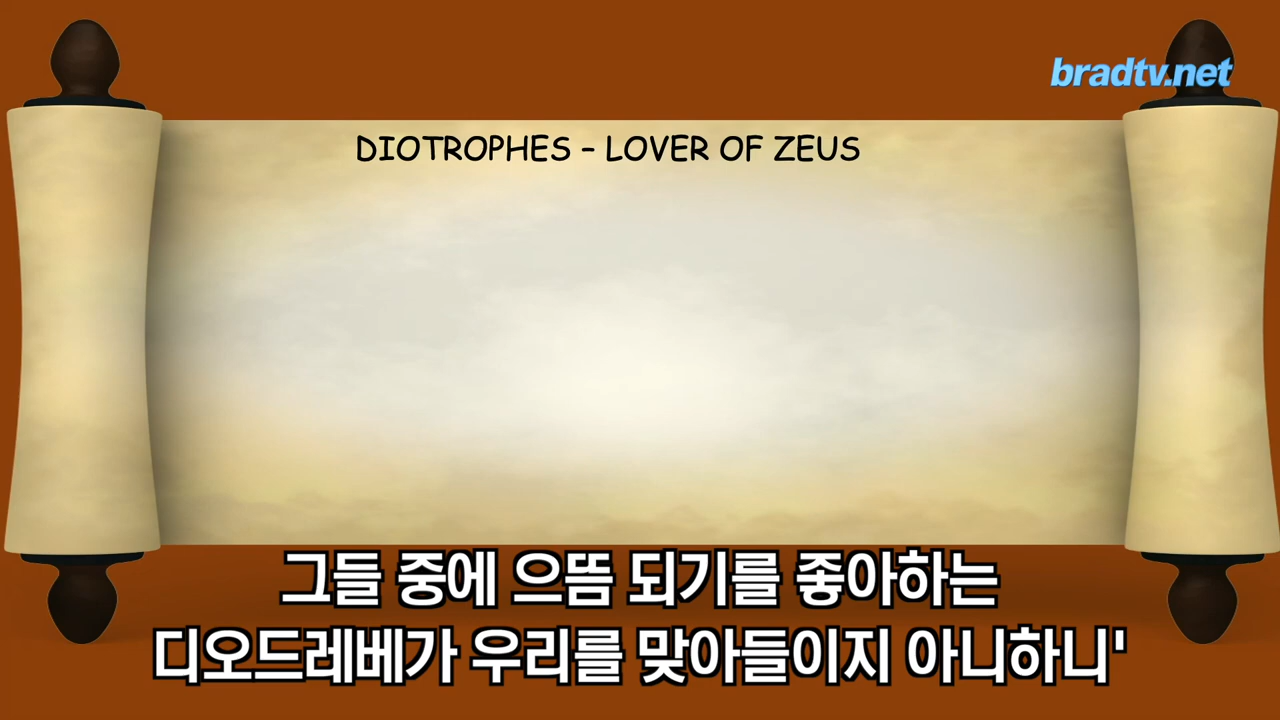 bradtv.net
DIOTROPHES – LOVER OF ZEUS
그들 중에 으뜸 되기를 좋아하는
디오드레베가 우리를 맞아들이지 아니하니'